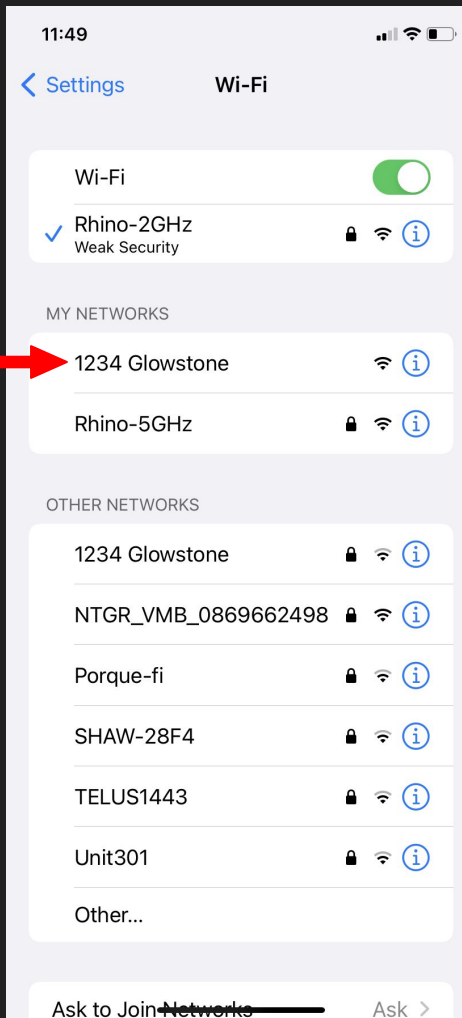 11:49
Settings
Wi-Fi
Wi-Fi
Rhino-2GHz
Weak Security
MY NETWORKS
1234 Glowstone
Rhino-5GHz
OTHER NETWORKS
1234 Glowstone
NTGR_VMB_0869662498
Porque-fi
SHAW-28F4
TELUS1443
Unit301
Other...
Ask to Join Networks Ask